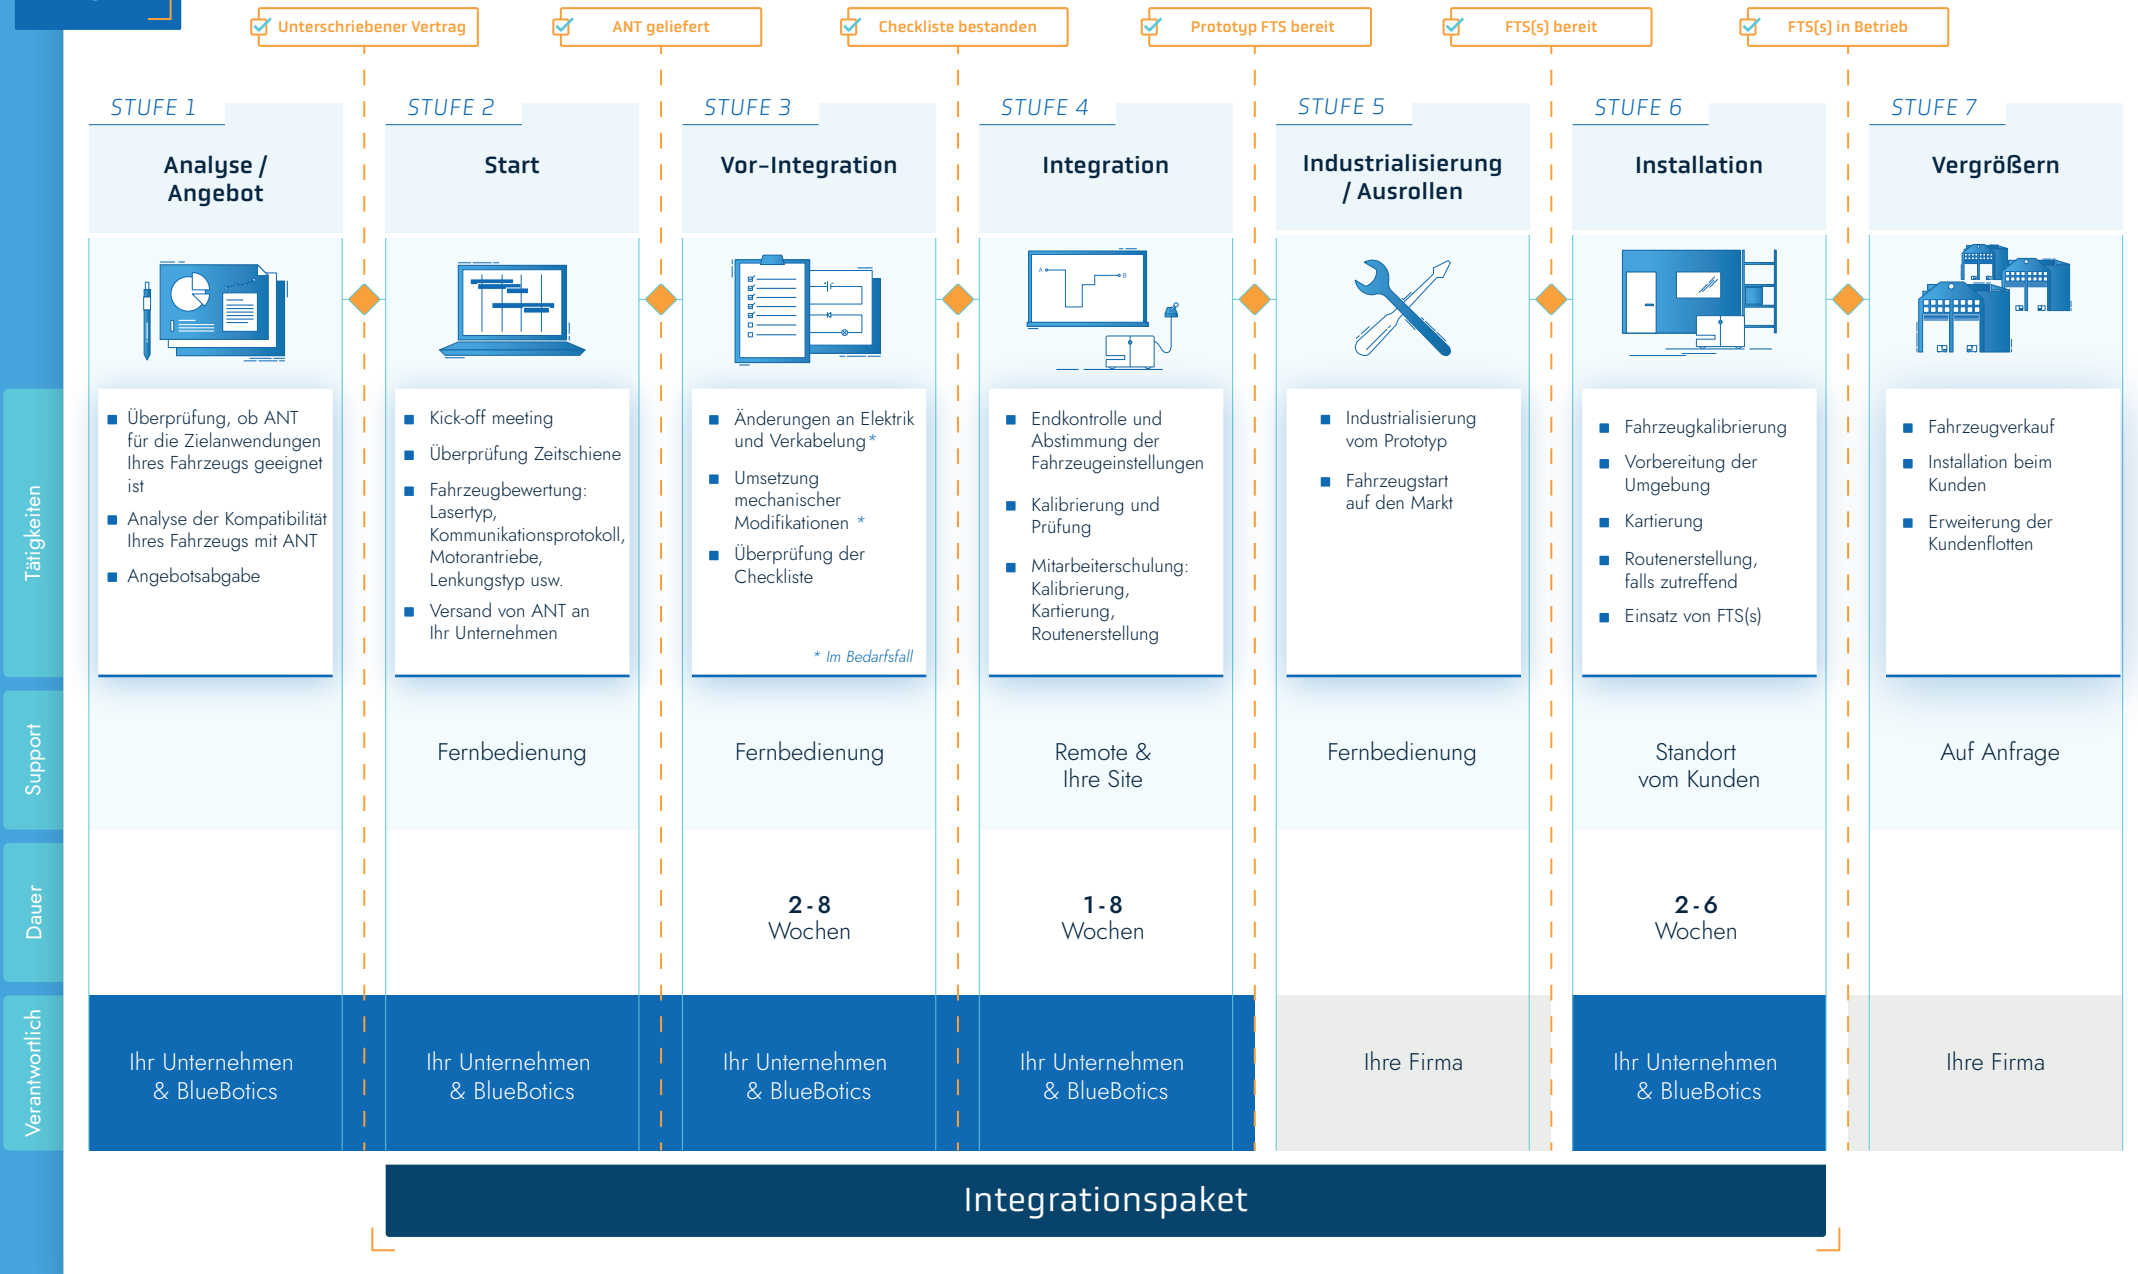 Unterschriebener Vertrag
ANT geliefert
Checkliste bestanden
Prototyp FTS bereit
FTS(s) bereit
FTS(s) in Betrieb
STUFE 1
Analyse /
Angebot
STUFE 2
Start
STUFE 3
Vor-Integration
STUFE 4
Integration
STUFE 5
Industrialisierung
/ Ausrollen
STUFE 6
Installation
STUFE 7
Vergrößern
A
B
Tätigkeiten
Überprüfung, ob ANT
für die Zielanwendungen
Ihres Fahrzeugs geeignet
ist
Analyse der Kompatibilität
Ihres Fahrzeugs mit ANT
Angebotsabgabe
Kick-off meeting
Überprüfung Zeitschiene
Fahrzeugbewertung:
Lasertyp,
Kommunikationsprotokoll,
Motorantriebe,
Lenkungstyp usw.
Versand von ANT an
Ihr Unternehmen
Änderungen an Elektrik
und Verkabelung *
Umsetzung
mechanischer
Modifikationen *
Überprüfung der
Checkliste
* Im Bedarfsfall
Endkontrolle und
Abstimmung der
Fahrzeugeinstellungen
Kalibrierung und
Prüfung
Mitarbeiterschulung:
Kalibrierung,
Kartierung,
Routenerstellung
Industrialisierung
vom Prototyp
Fahrzeugstart
auf den Markt
Fahrzeugkalibrierung
Vorbereitung der
Umgebung
Kartierung
Routenerstellung,
falls zutreffend
Einsatz von FTS(s)
Fahrzeugverkauf
Installation beim
Kunden
Erweiterung der
Kundenflotten
Support
Fernbedienung
Fernbedienung
Remote &
Ihre Site
Fernbedienung
Standort
vom Kunden
Auf Anfrage
Dauer
2 - 8
Wochen
1 - 8
Wochen
2 - 6
Wochen
Verantwortlich
Ihr Unternehmen
& BlueBotics
Ihr Unternehmen
& BlueBotics
Ihr Unternehmen
& BlueBotics
Ihr Unternehmen
& BlueBotics
Ihre Firma
Ihr Unternehmen
& BlueBotics
Ihre Firma
Integrationspaket